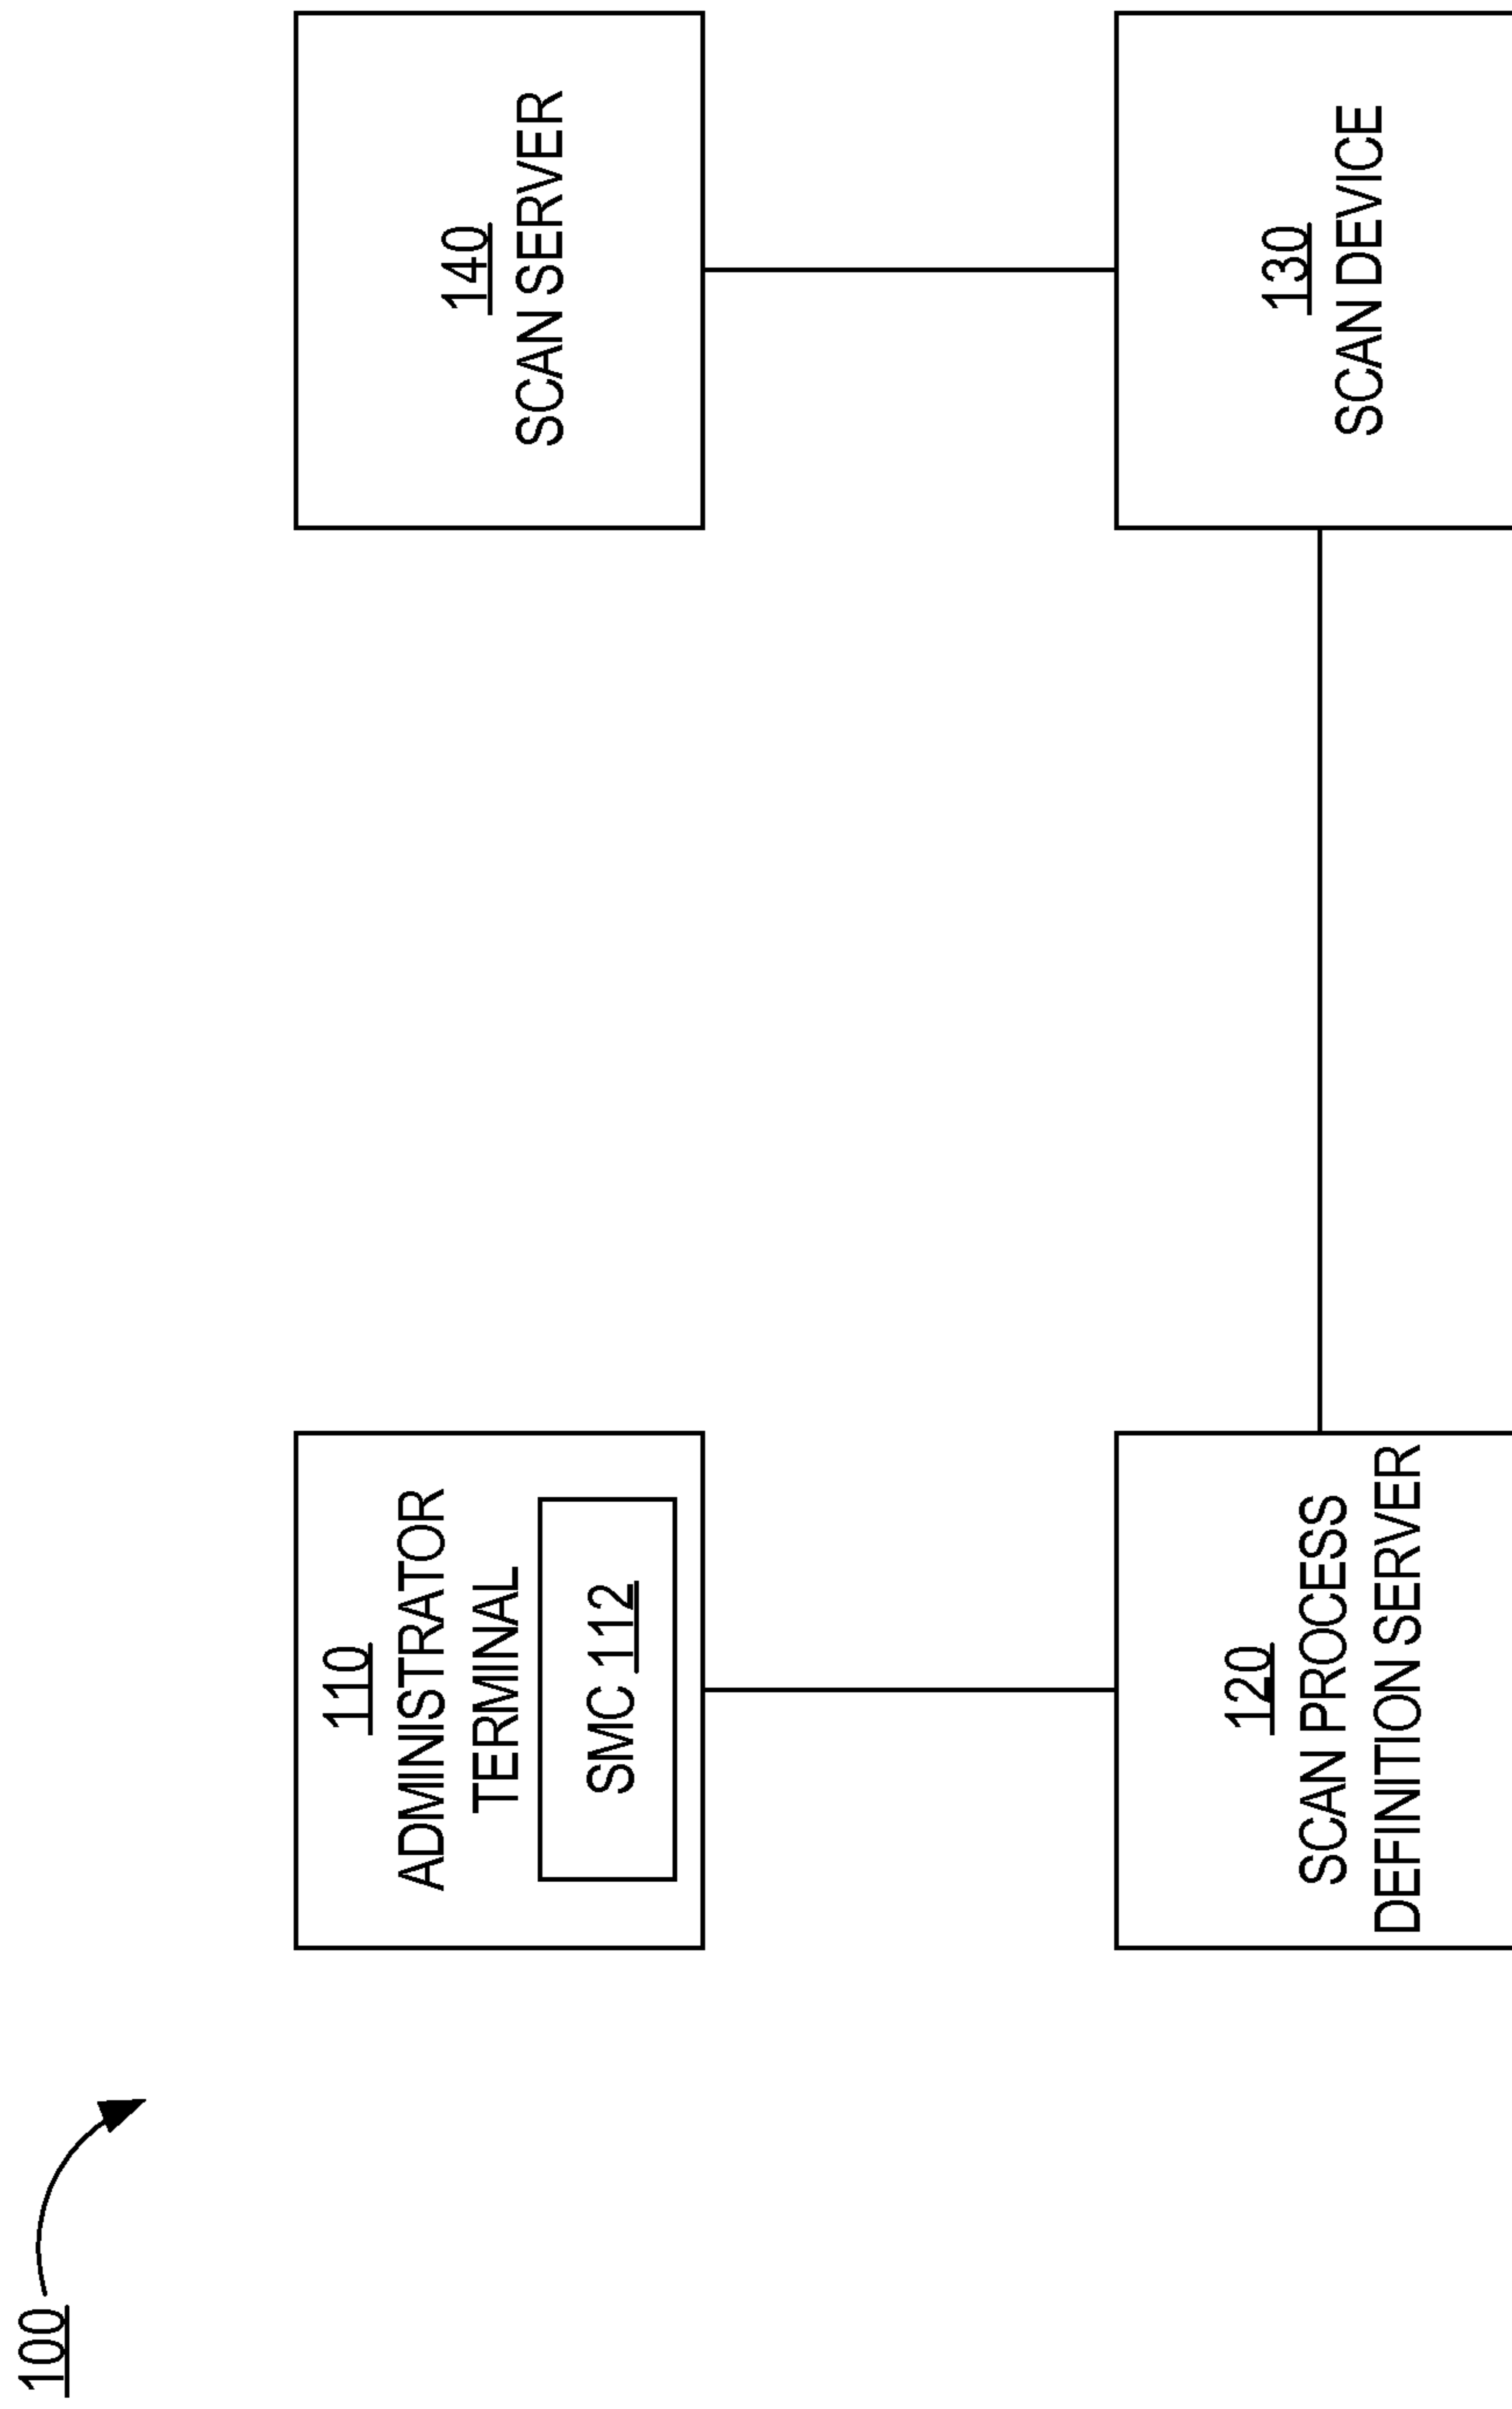 100
110
ADMINISTRATOR
TERMINAL
SMC 112
140
SCAN SERVER
120
SCAN PROCESS
DEFINITION SERVER
130
SCAN DEVICE